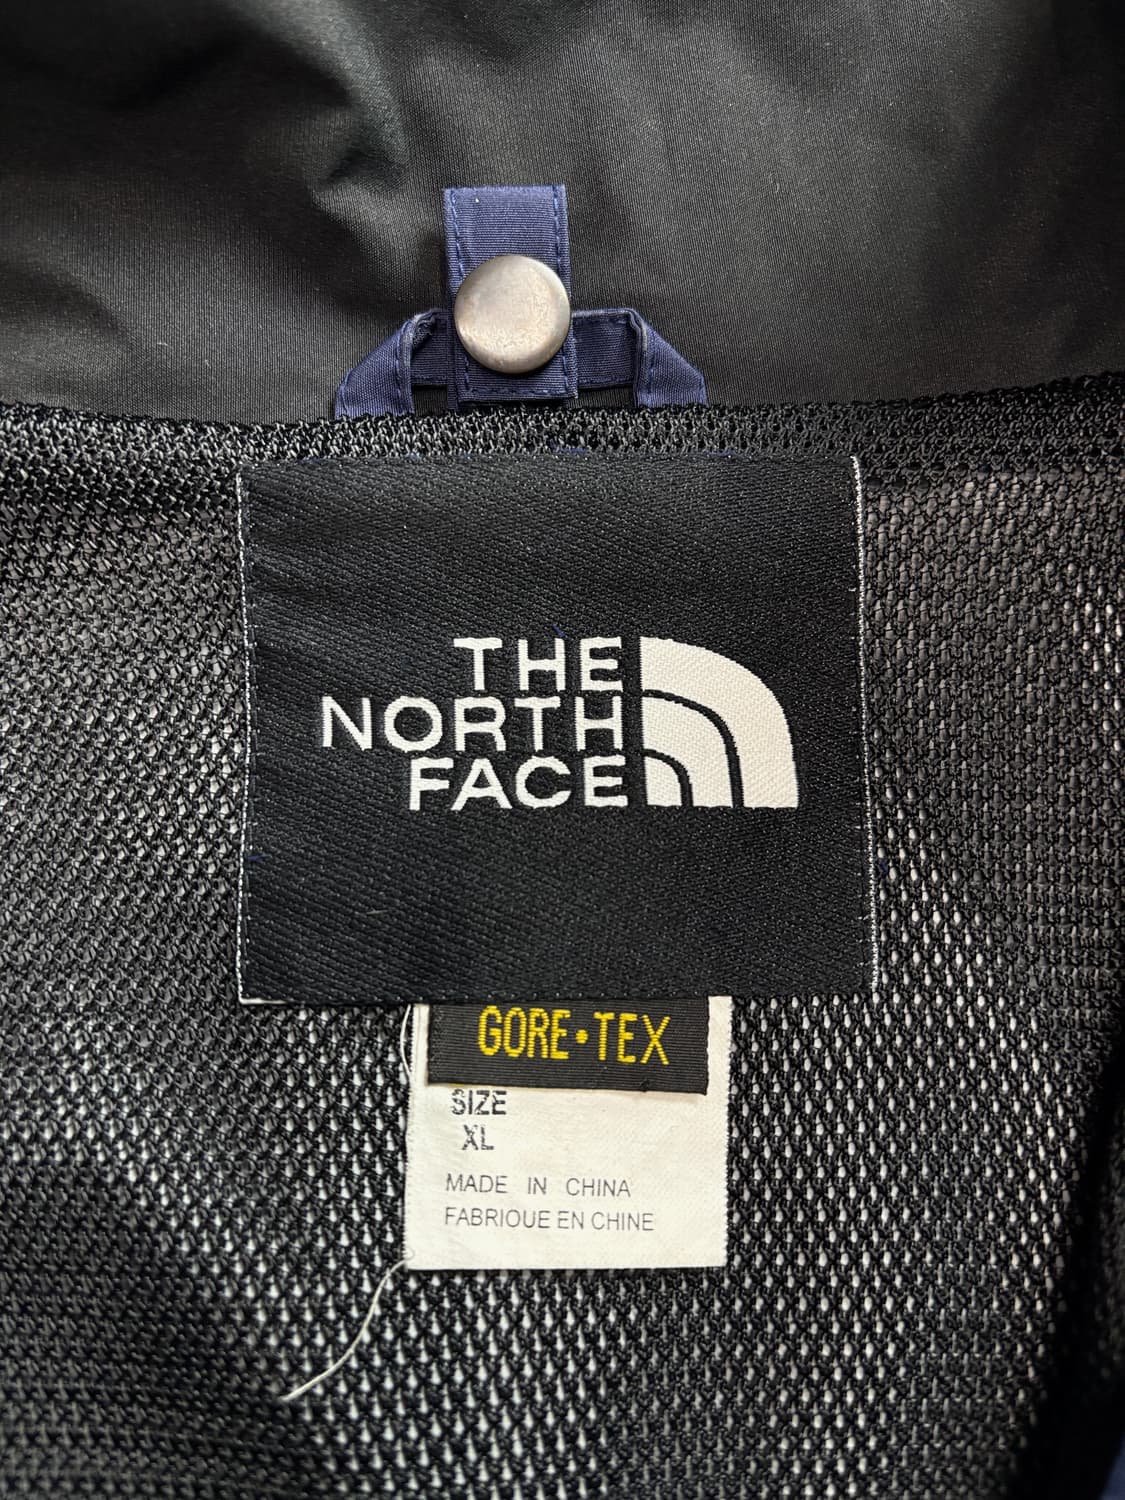 THE
NORTH
FACE
GORE•TEX
SIZE
XL
MADE IN CHINA
FABRIOUE EN CHINE